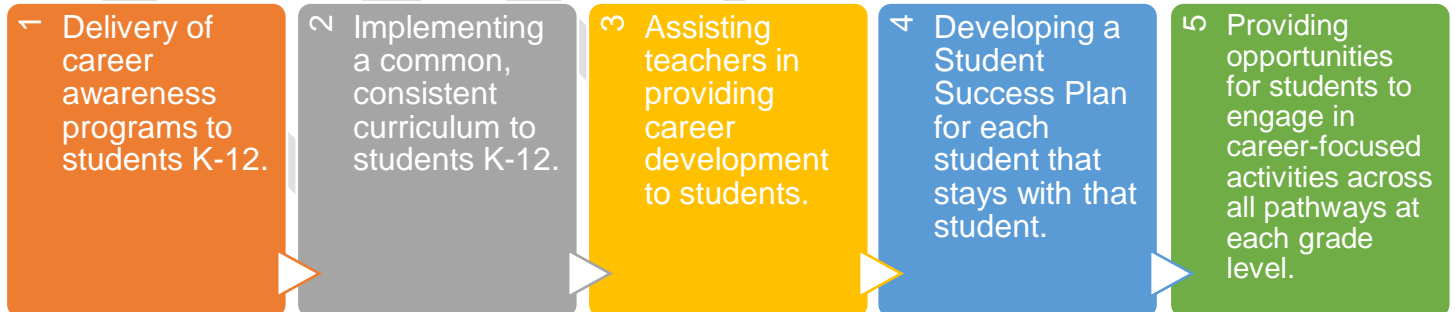 1
Delivery of
career
awareness
programs to
students K-12.
2
Implementing
a common,
consistent
curriculum to
students K-12.
3
Assisting
teachers in
providing
career
development
to students.
4
Developing a
Student
Success Plan
for each
student that
stays with that
student.
5
Providing
opportunities
for students to
engage in
career-focused
activities across
all pathways at
each grade
level.